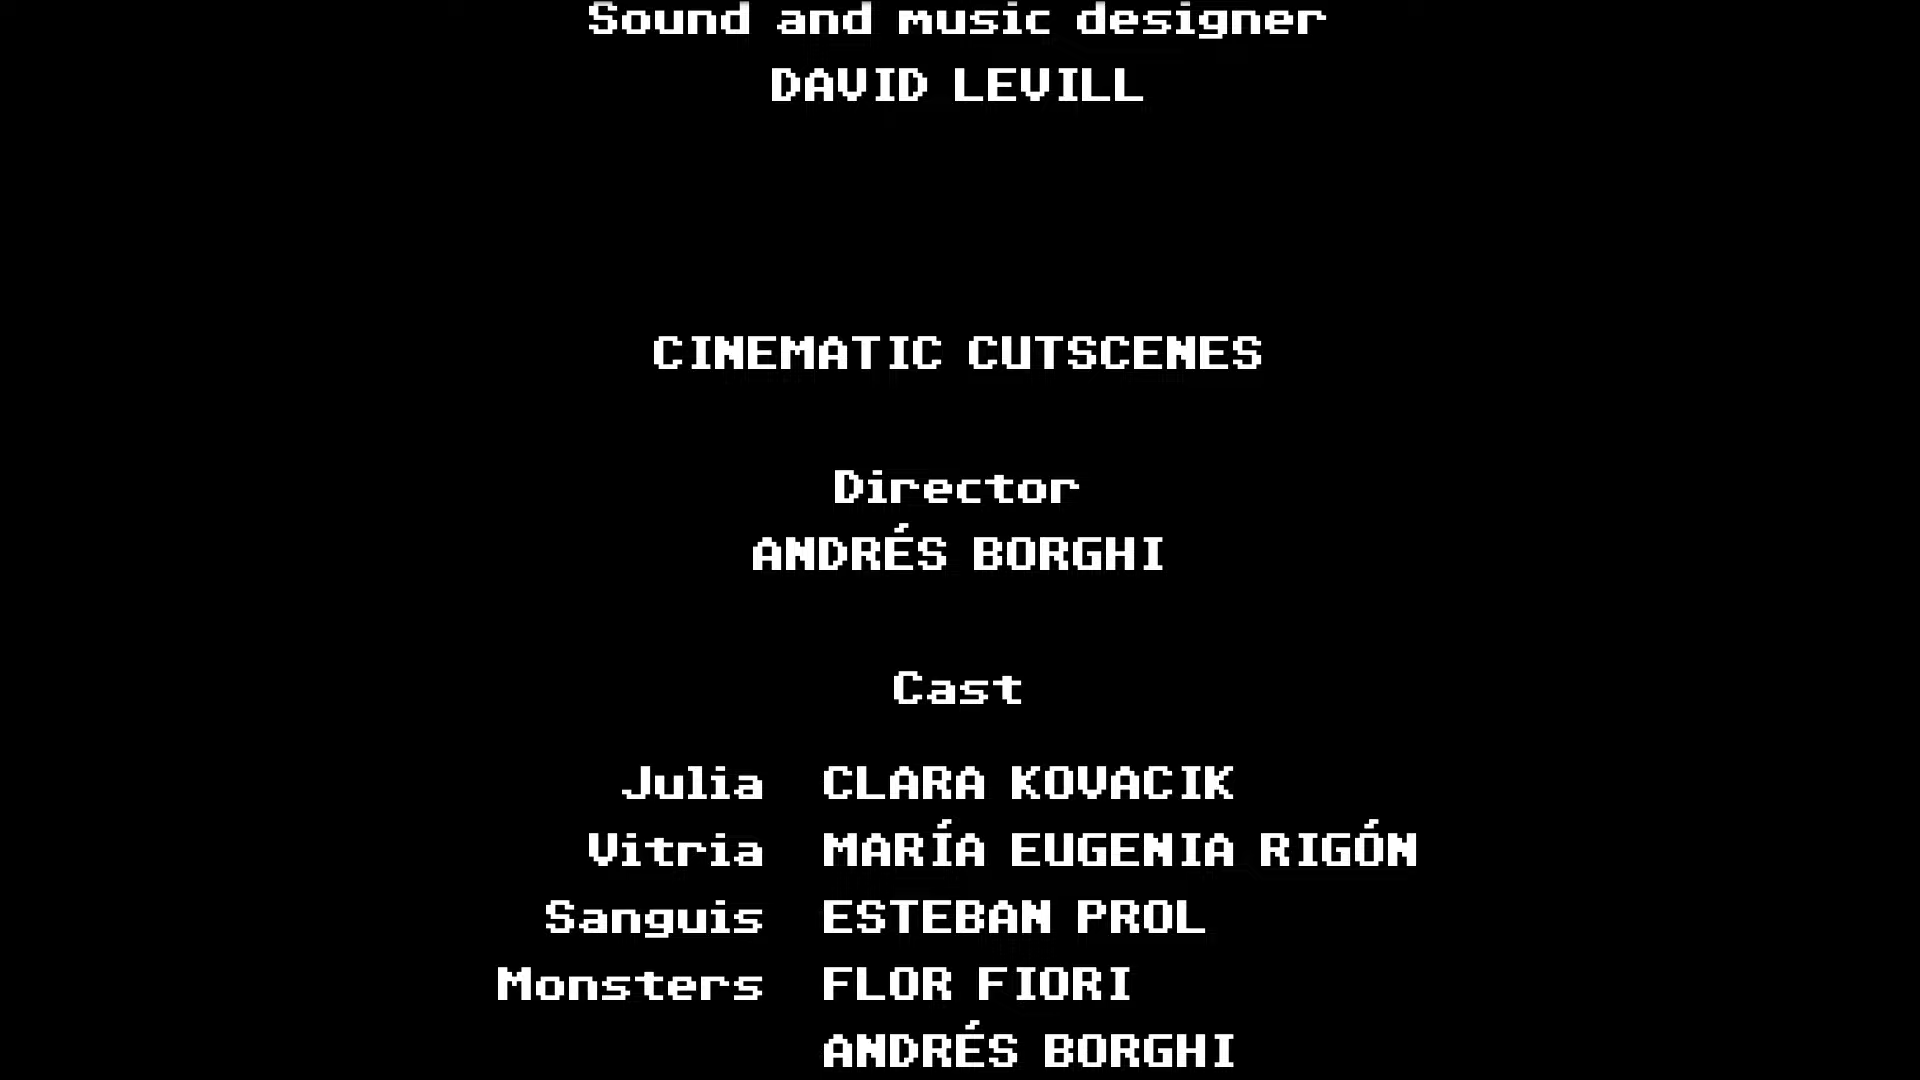 Sound and music designer
DAVID LEVILL
CINEMATIC CUTSCENES
Director
ANDRÉS BORGHI
Cast
Julia CLARA KOVACIK
Vitria MARÍA EUGENIA RIGÓN
Sanguis ESTEBAN PROL
Monsters FLOR FIORI
ANDRÉS BORGHI